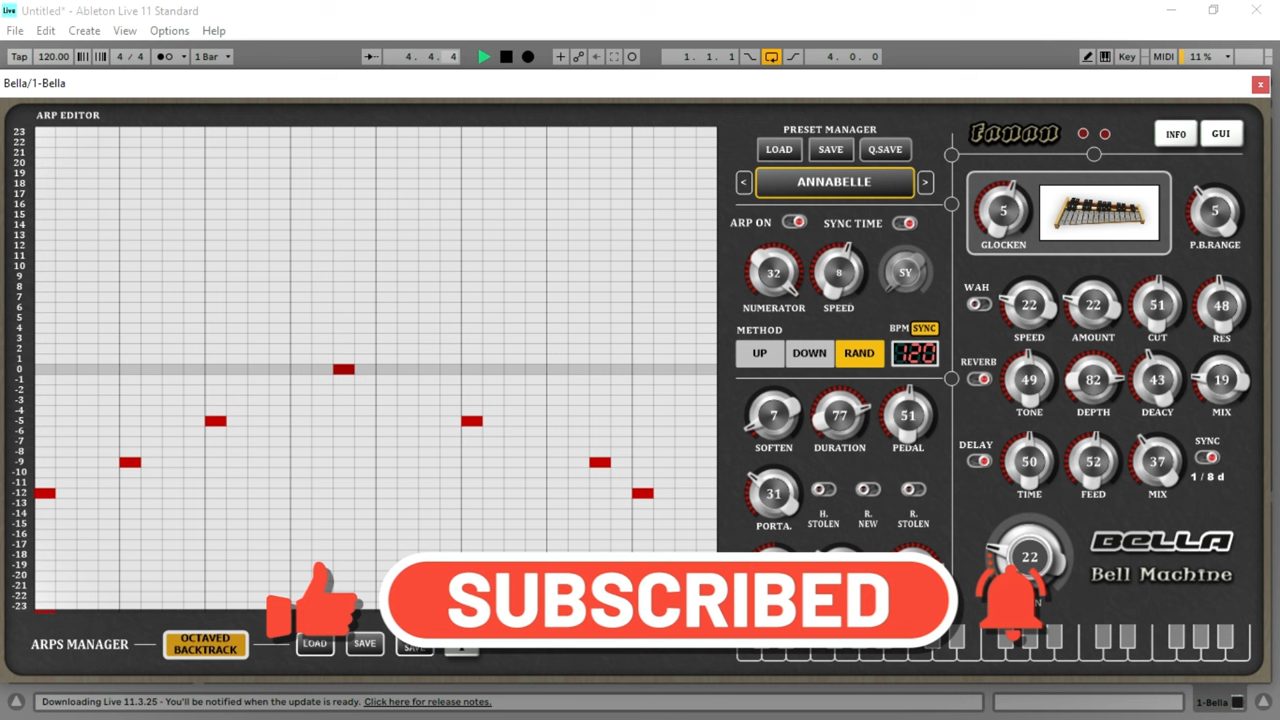 Live Untitled* - Ableton Live 11 Standard
File Edit Create View Options Help
Tap 120.00 4 / 4 1 Bar 4. 4. 4 1. 1. 1 4. 0. 0 Key MIDI 11 %
Bella/1-Bella x
ARP EDITOR
23
22
21
20
19
18
17
16
15
14
13
12
11
10
9
8
7
6
5
4
3
2
1
0
-1
-2
-3
-4
-5
-6
-7
-8
-9
-10
-11
-12
-13
-14
-15
-16
-17
-18
-19
-20
-21
-22
-23
PRESET MANAGER
LOAD SAVE Q.SAVE
< ANNABELLE >
ARP ON SYNC TIME
32 8 SY
NUMERATOR SPEED
METHOD BPM SYNC
UP DOWN RAND 120
7 77 51
SOFTEN DURATION PEDAL
31
PORTA.
H. STOLEN
R. NEW
R. STOLEN
fanan INFO GUI
5 5
GLOCKEN P.B.RANGE
WAH 22 22 51 48
SPEED AMOUNT CUT RES
REVERB 49 82 43 19
TONE DEPTH DEACY MIX
DELAY 50 52 37 SYNC
1 / 8 d
TIME FEED MIX
22
BELLA
Bell Machine
SUBSCRIBED
ARPS MANAGER
OCTAVED
BACKTRACK
LOAD SAVE
Downloading Live 11.3.25 - You'll be notified when the update is ready. Click here for release notes.
1-Bella